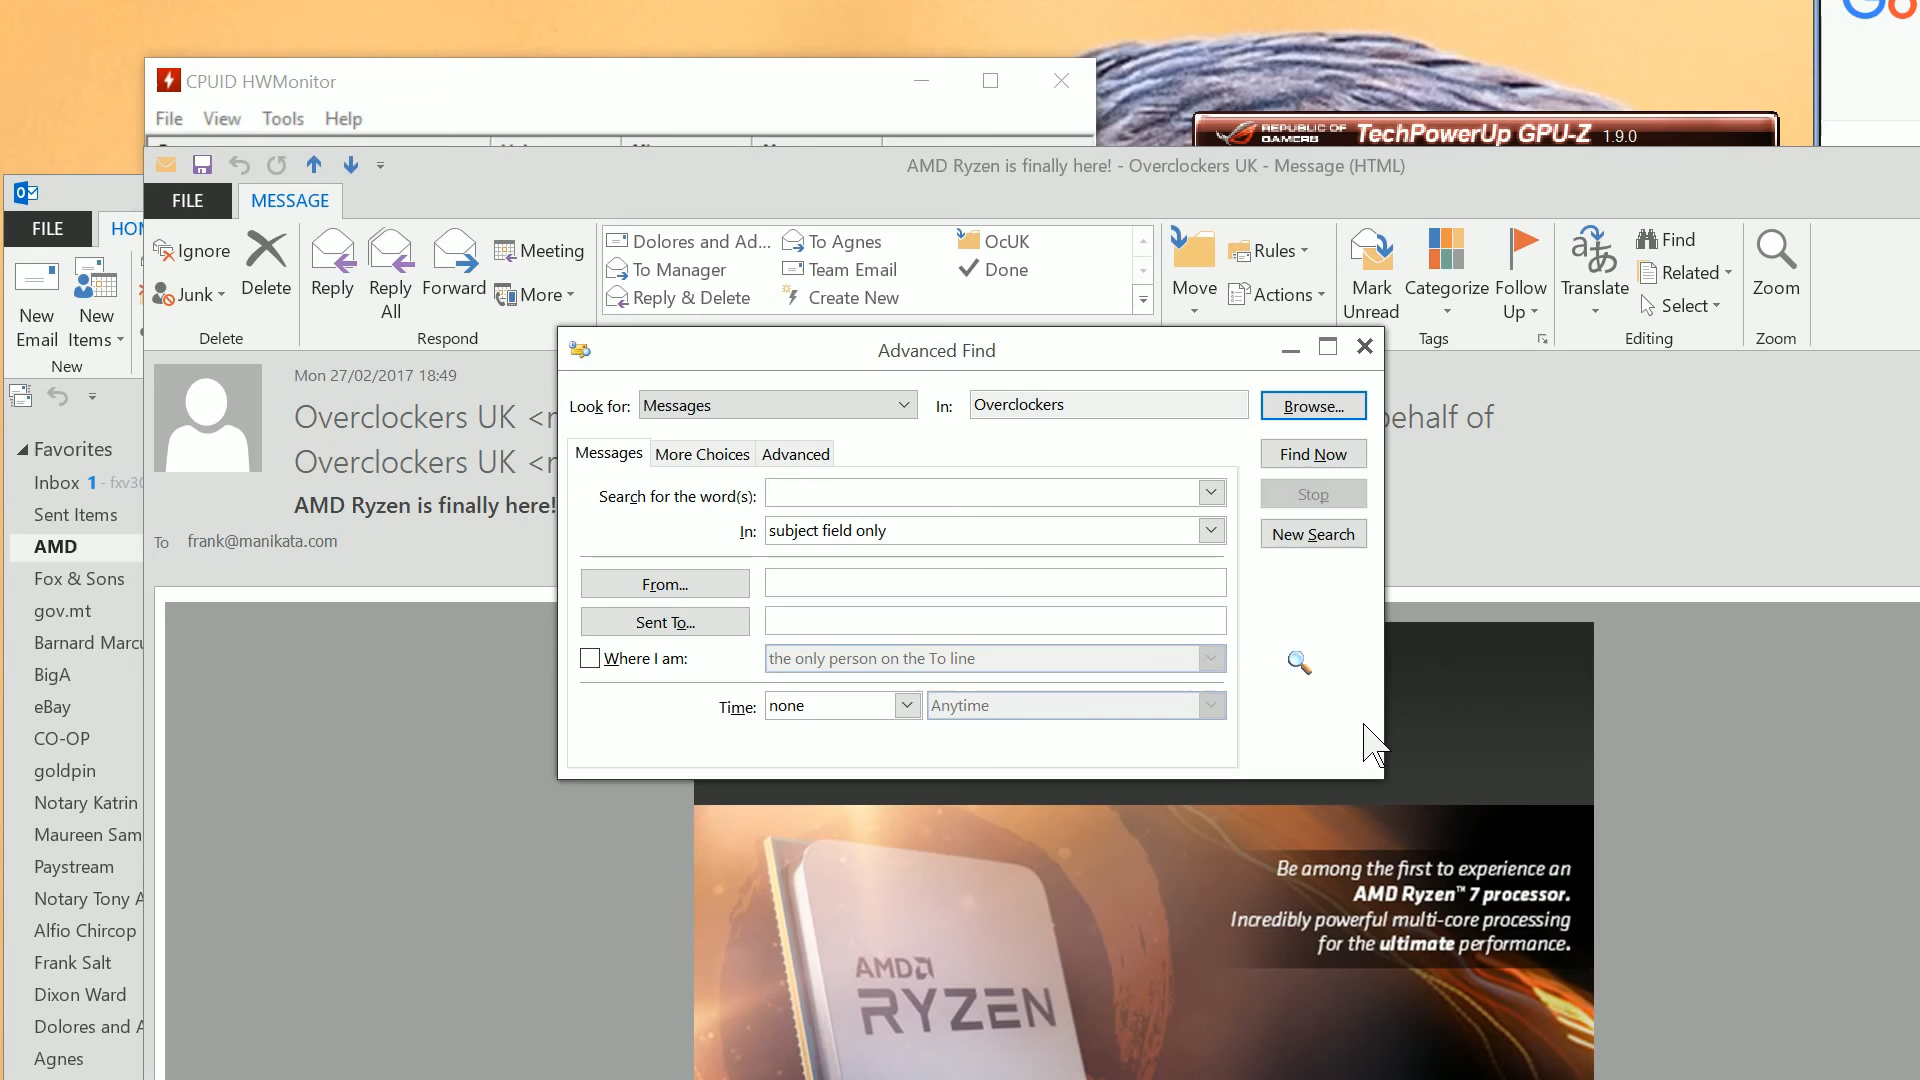 CPUID HWMonitor
File View Tools Help
REPUBLIC OF GAMERS TechPowerUp GPU-Z 1.9.0
AMD Ryzen is finally here! - Overclockers UK - Message (HTML)
FILE MESSAGE
FILE
Ignore
Junk
Delete
Delete
Reply
Reply All
Forward
Meeting
More
Respond
Dolores and Ad... To Agnes OcUK
To Manager Team Email Done
Reply & Delete Create New
Move
Rules
Actions
Mark Unread
Categorize
Follow Up
Tags
Translate
Find
Related
Select
Editing
Zoom
Zoom
New Email
New Items
New
Mon 27/02/2017 18:49
Overclockers UK
behalf of
Overclockers UK
AMD Ryzen is finally here!
To frank@manikata.com
Favorites
Inbox 1 - fxv30
Sent Items
AMD
Fox & Sons
gov.mt
Barnard Marcu
BigA
eBay
CO-OP
goldpin
Notary Katrin
Maureen Sam
Paystream
Notary Tony A
Alfio Chircop
Frank Salt
Dixon Ward
Dolores and A
Agnes
Advanced Find
Look for: Messages In: Overclockers Browse...
Messages More Choices Advanced
Find Now
Stop
New Search
Search for the word(s):
In: subject field only
From...
Sent To...
Where I am: the only person on the To line
Time: none Anytime
Be among the first to experience an
AMD Ryzen™ 7 processor.
Incredibly powerful multi-core processing
for the ultimate performance.
AMD
RYZEN